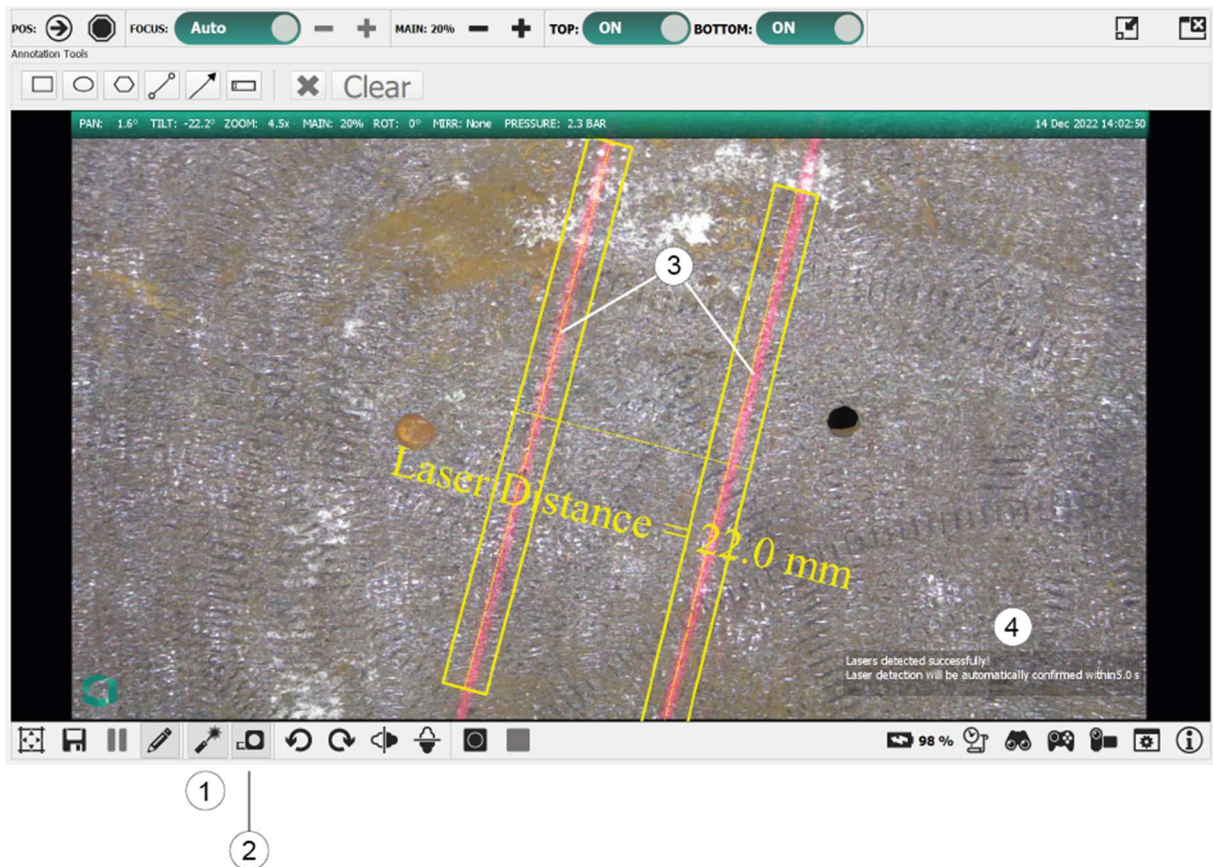 POS: FOCUS: Auto MAIN: 20% TOP: ON BOTTOM: ON
Annotation Tools
Clear
PAN: 1.6° TILT: -22.2° ZOOM: 4.5x MAIN: 20% ROT: 0° MIRR: None PRESSURE: 2.3 BAR 14 Dec 2022 14:02:50
3
Laser Distance = 22.0 mm
4
Lasers detected successfully!
Laser detection will be automatically confirmed within5.0 s
98 %
1
2